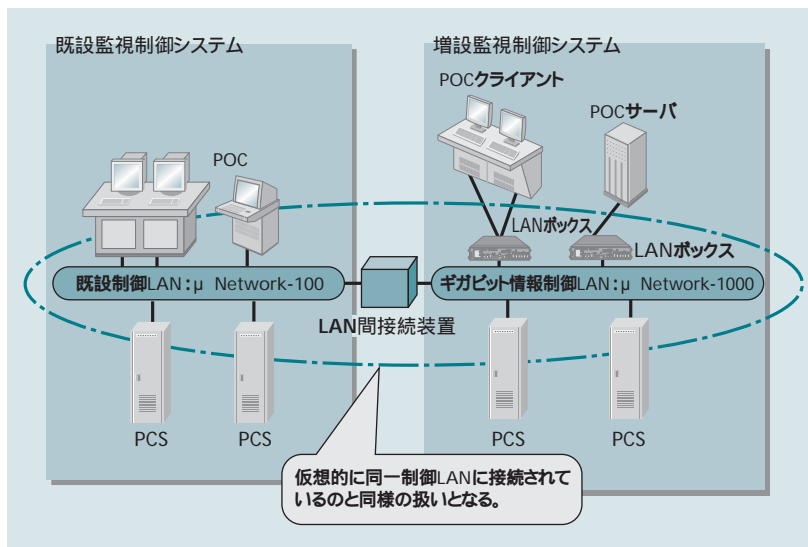 既設監視制御システム
増設監視制御システム
POCクライアント
POCサーバ
POC
LANボックス
LANボックス
既設制御LAN:μ Network-100
ギガビット情報制御LAN:μ Network-1000
LAN間接続装置
PCS
PCS
PCS
PCS
仮想的に同一制御LANに接続されて
いるのと同様の扱いとなる。